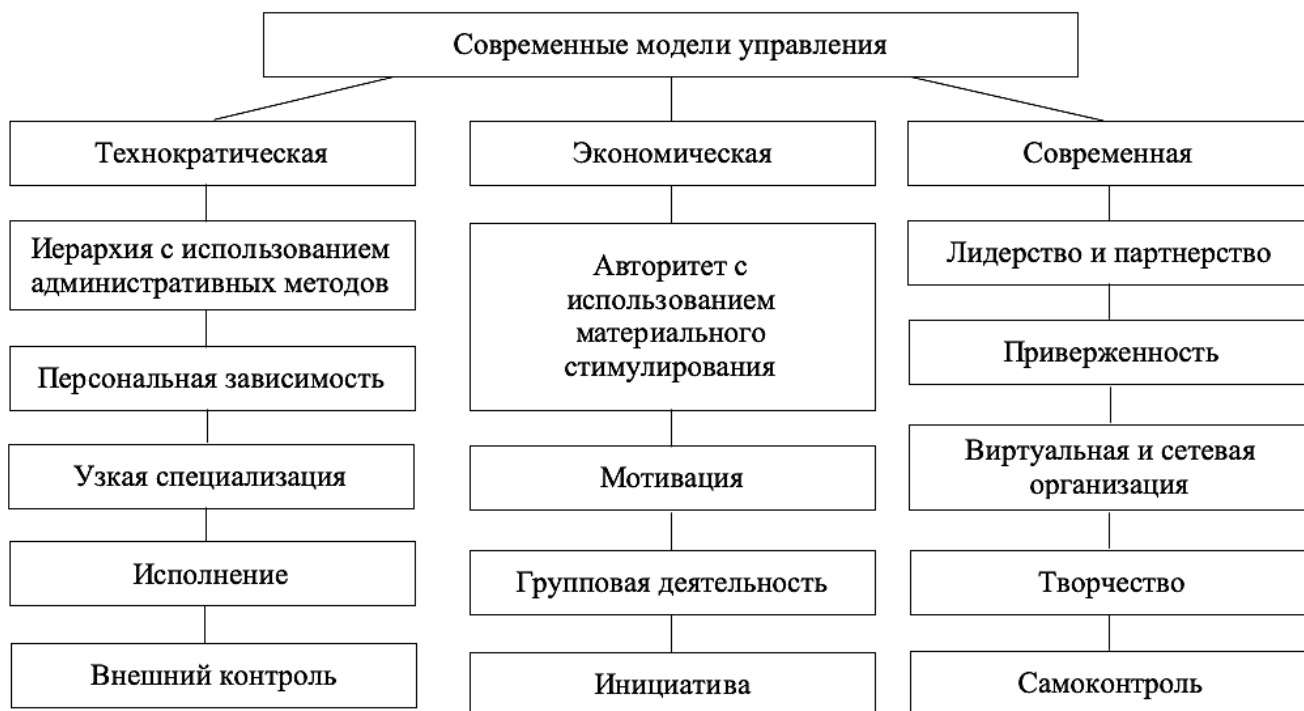 Современные модели управления
Технократическая
Экономическая
Современная
Иерархия с использованием
административных методов
Персональная зависимость
Узкая специализация
Исполнение
Внешний контроль
Авторитет с
использованием
материального
стимулирования
Мотивация
Групповая деятельность
Инициатива
Лидерство и партнерство
Приверженность
Виртуальная и сетевая
организация
Творчество
Самоконтроль